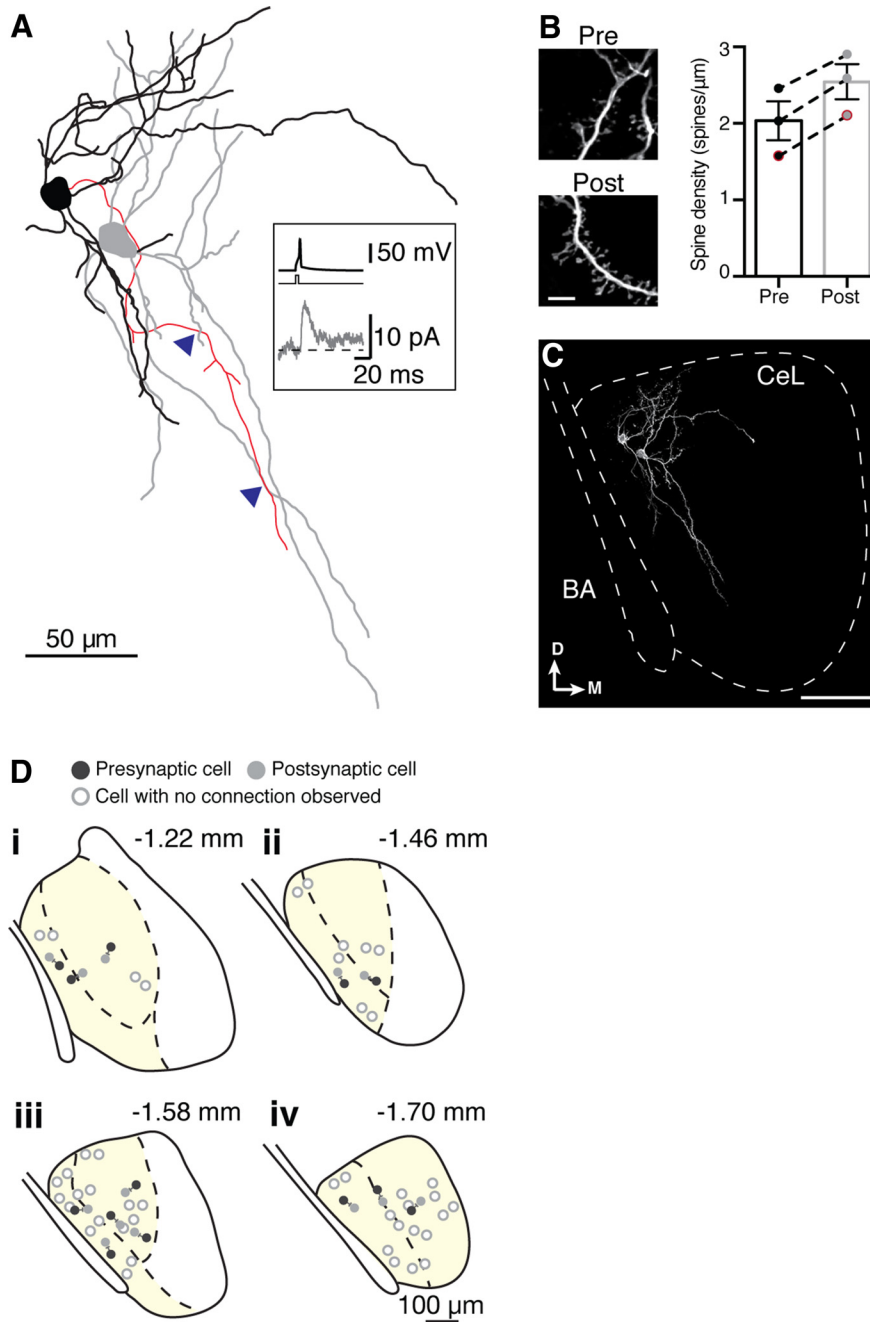 A
50 mV
10 pA
20 ms
50 µm
B
Pre
Post
Spine density (spines/µm)
3
2
1
0
Pre
Post
C
CeL
BA
D
M
D
Presynaptic cell
Postsynaptic cell
Cell with no connection observed
i
-1.22 mm
ii
-1.46 mm
iii
-1.58 mm
iv
-1.70 mm
100 µm